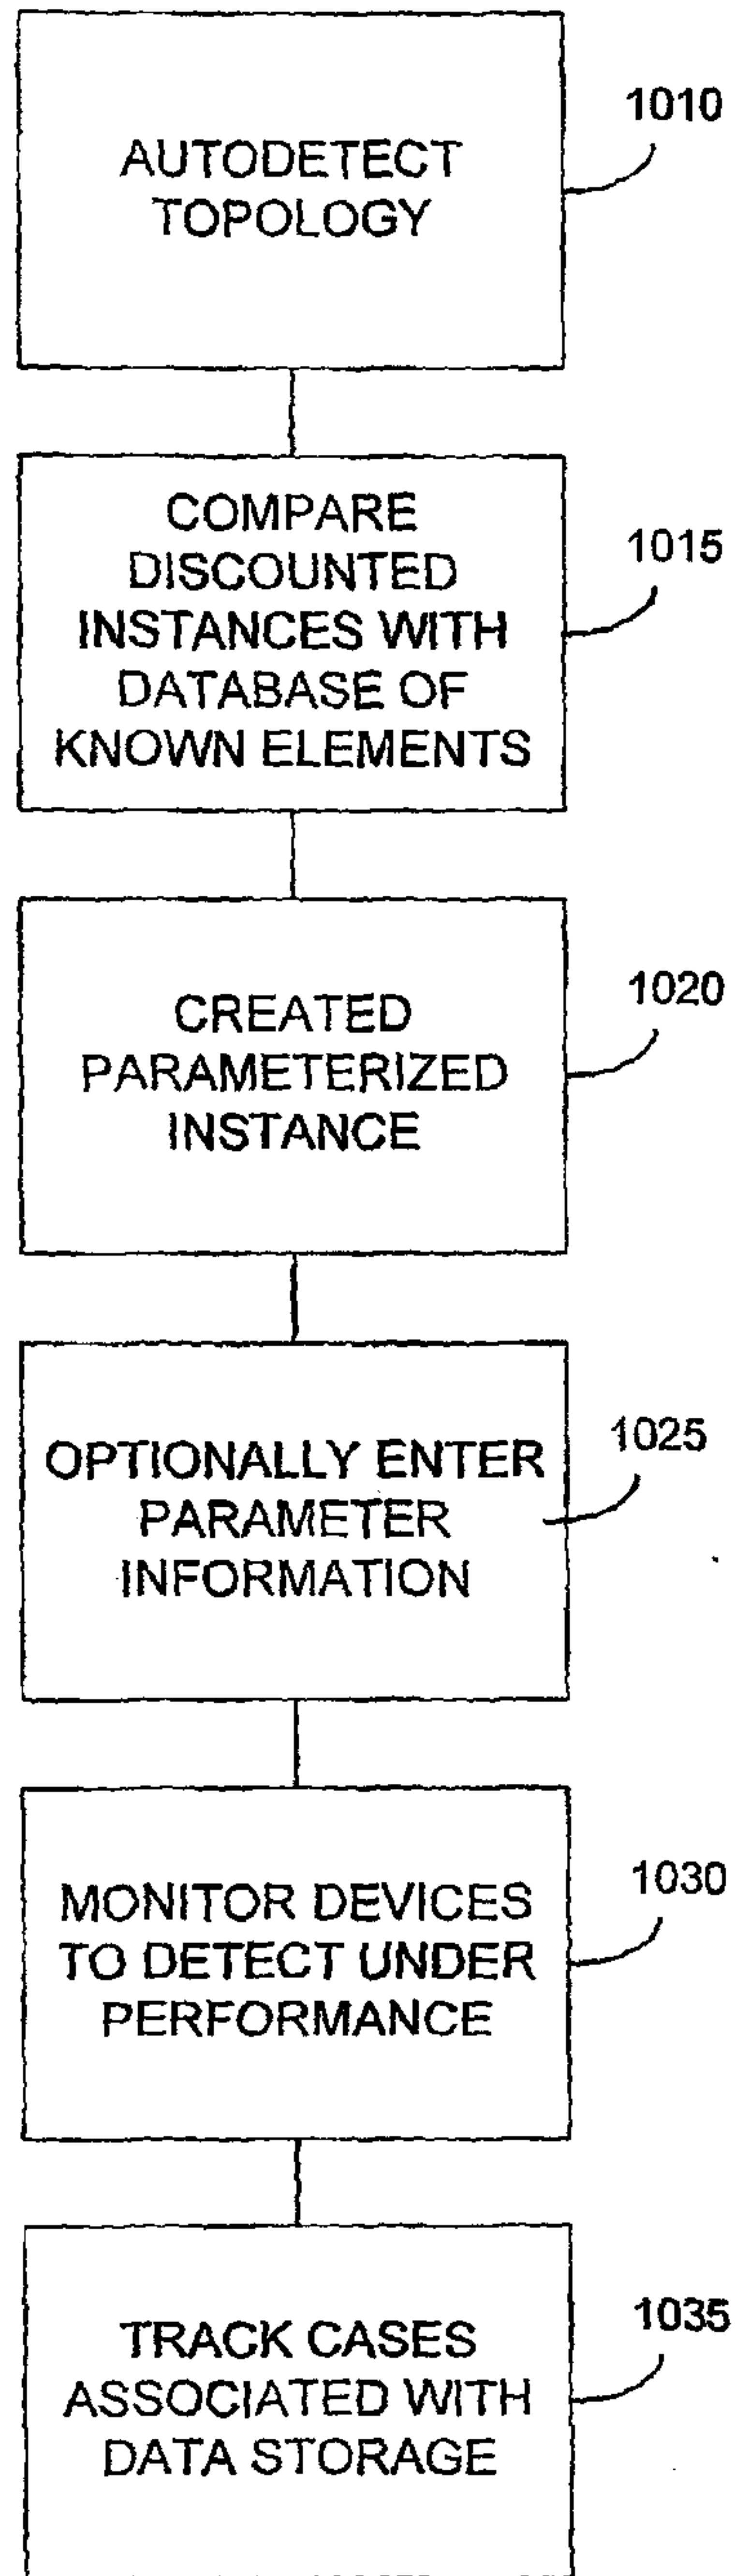 AUTODETECT
TOPOLOGY
1010
COMPARE
DISCOUNTED
INSTANCES WITH
DATABASE OF
KNOWN ELEMENTS
1015
CREATED
PARAMETERIZED
INSTANCE
1020
OPTIONALLY ENTER
PARAMETER
INFORMATION
1025
MONITOR DEVICES
TO DETECT UNDER
PERFORMANCE
1030
TRACK CASES
ASSOCIATED WITH
DATA STORAGE
1035